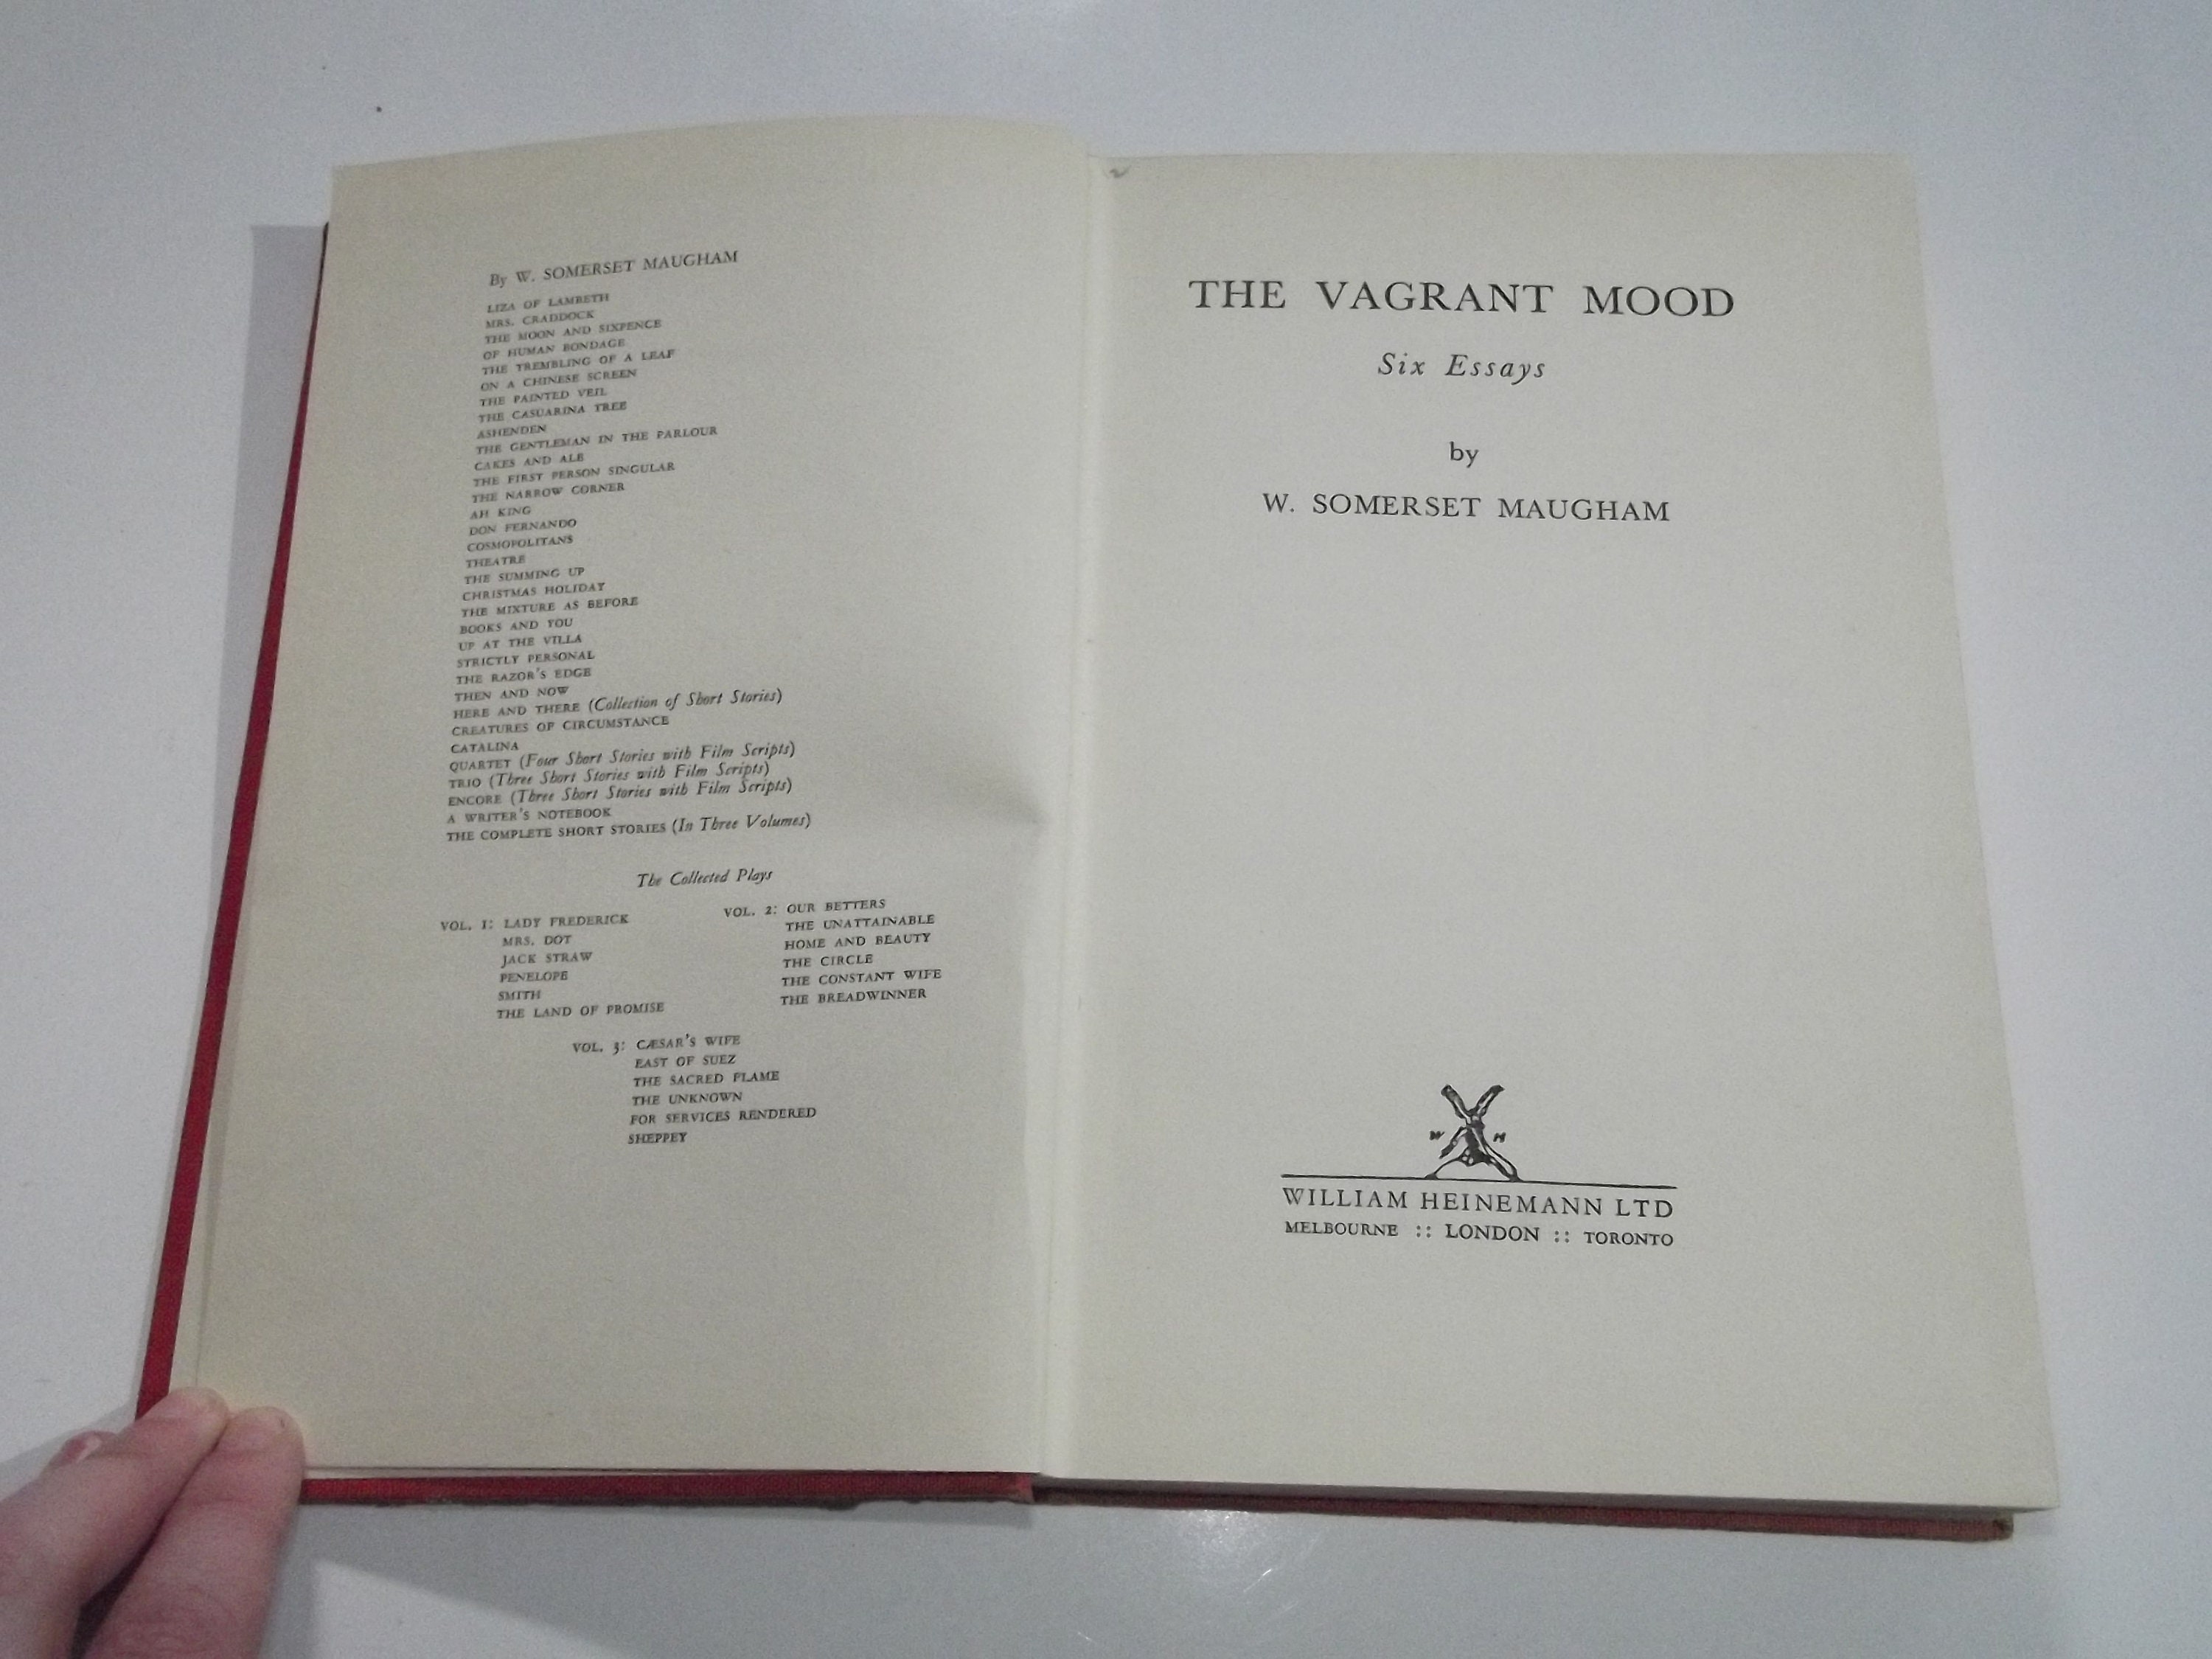 By W. SOMERSET MAUGHAM
LIZA OF LAMBETH
MRS. CRADDOCK
THE MOON AND SIXPENCE
OF HUMAN BONDAGE
THE TREMBLING OF A LEAF
ON A CHINESE SCREEN
THE PAINTED VEIL
THE CASUARINA TREE
ASHENDEN
THE GENTLEMAN IN THE PARLOUR
CAKES AND ALE
THE FIRST PERSON SINGULAR
THE NARROW CORNER
AH KING
DON FERNANDO
COSMOPOLITANS
THEATRE
THE SUMMING UP
CHRISTMAS HOLIDAY
THE MIXTURE AS BEFORE
BOOKS AND YOU
UP AT THE VILLA
STRICTLY PERSONAL
THE RAZOR'S EDGE
THEN AND NOW
HERE AND THERE (Collection of Short Stories)
CREATURES OF CIRCUMSTANCE
CATALINA
QUARTET (Four Short Stories with Film Scripts)
TRIO (Three Short Stories with Film Scripts)
ENCORE (Three Short Stories with Film Scripts)
A WRITER'S NOTEBOOK
THE COMPLETE SHORT STORIES (In Three Volumes)
The Collected Plays
VOL. 1: LADY FREDERICK
MRS. DOT
JACK STRAW
PENELOPE
SMITH
THE LAND OF PROMISE
VOL. 2: OUR BETTERS
THE UNATTAINABLE
HOME AND BEAUTY
THE CIRCLE
THE CONSTANT WIFE
THE BREADWINNER
VOL. 3: CÆSAR'S WIFE
EAST OF SUEZ
THE SACRED FLAME
THE UNKNOWN
FOR SERVICES RENDERED
SHEPPEY
THE VAGRANT MOOD
Six Essays
by
W. SOMERSET MAUGHAM
W H
WILLIAM HEINEMANN LTD
MELBOURNE :: LONDON :: TORONTO